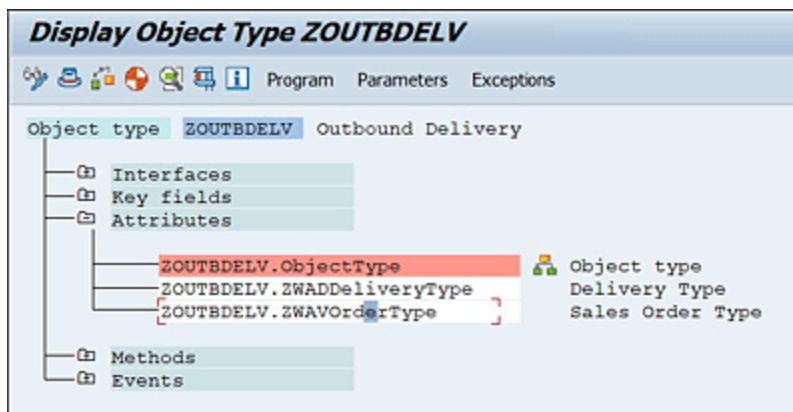 Display Object Type ZOUTBDELV
Program Parameters Exceptions
Object type ZOUTBDELV Outbound Delivery
Interfaces
Key fields
Attributes
ZOUTBDELV.ObjectType Object type
ZOUTBDELV.ZWADDeliveryType Delivery Type
ZOUTBDELV.ZWAVOrderType Sales Order Type
Methods
Events